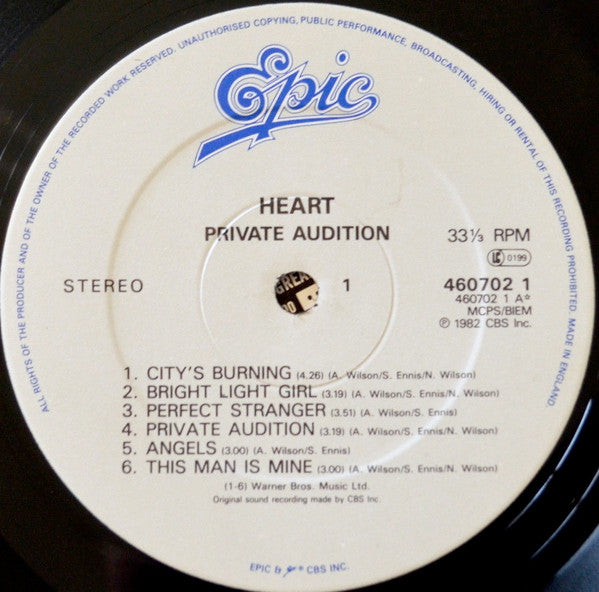 ALL RIGHTS OF THE PRODUCER AND OF THE OWNER OF THE RECORDED WORK RESERVED. UNAUTHORISED COPYING, PUBLIC PERFORMANCE, BROADCASTING, HIRING OR RENTAL OF THIS RECORDING PROHIBITED. MADE IN ENGLAND.
Epic
HEART
PRIVATE AUDITION
33⅓ RPM
LC 0199
STEREO
1
460702 1
460702 1 A*
MCPS/BIEM
℗ 1982 CBS Inc.
1. CITY'S BURNING (4.26) (A. Wilson/S. Ennis/N. Wilson)
2. BRIGHT LIGHT GIRL (3.19) (A. Wilson/S. Ennis/N. Wilson)
3. PERFECT STRANGER (3.51) (A. Wilson/S. Ennis)
4. PRIVATE AUDITION (3.19) (A. Wilson/S. Ennis/N. Wilson)
5. ANGELS (3.00) (A. Wilson/S. Ennis)
6. THIS MAN IS MINE (3.00) (A. Wilson/S. Ennis/N. Wilson)
(1-6) Warner Bros. Music Ltd.
Original sound recording made by CBS Inc.
EPIC & CBS INC.